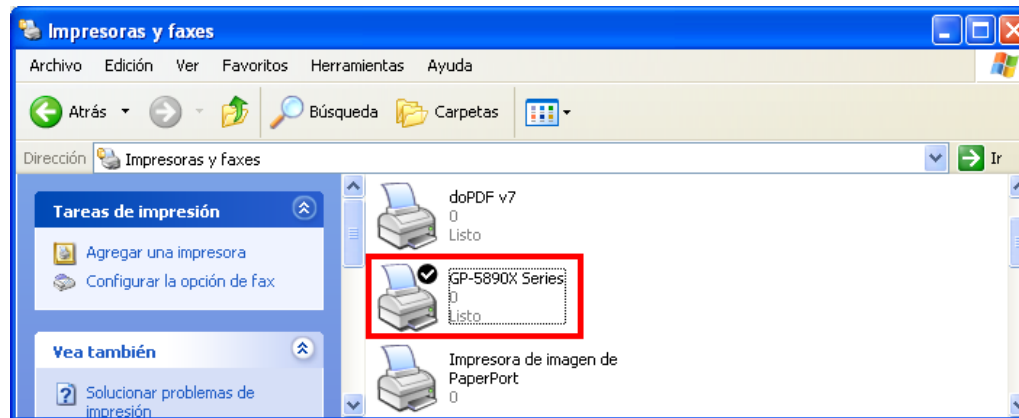 Impresoras y faxes
Archivo Edición Ver Favoritos Herramientas Ayuda
Atrás Búsqueda Carpetas
Dirección Impresoras y faxes Ir
Tareas de impresión
Agregar una impresora
Configurar la opción de fax
Vea también
Solucionar problemas de
impresión
doPDF v7
0
Listo
GP-5890X Series
0
Listo
Impresora de imagen de
PaperPort
0